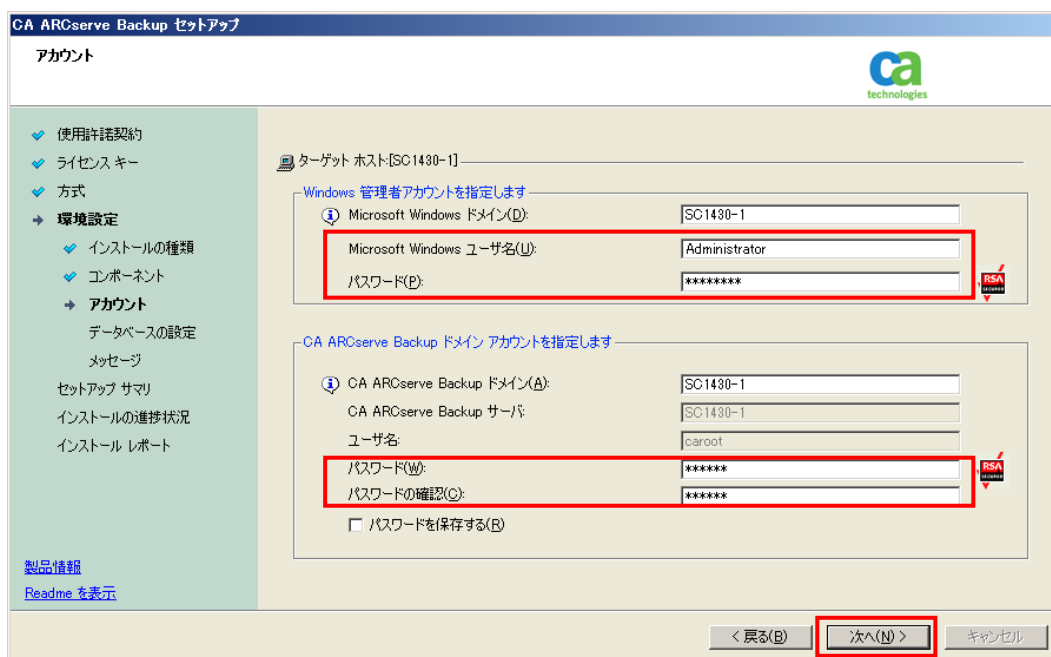 CA ARCserve Backup セットアップ
アカウント
ca
technologies
使用許諾契約
ライセンス キー
方式
環境設定
インストールの種類
コンポーネント
アカウント
データベースの設定
メッセージ
セットアップ サマリ
インストールの進捗状況
インストール レポート
製品情報
Readme を表示
ターゲット ホスト:[SC1430-1]
Windows 管理者アカウントを指定します
Microsoft Windows ドメイン(D): SC1430-1
Microsoft Windows ユーザ名(U): Administrator
パスワード(P): ********
RSA
CA ARCserve Backup ドメイン アカウントを指定します
CA ARCserve Backup ドメイン(A): SC1430-1
CA ARCserve Backup サーバ: SC1430-1
ユーザ名: caroot
パスワード(W): ******
RSA
パスワードの確認(C): ******
パスワードを保存する(R)
< 戻る(B) 次へ(N) > キャンセル